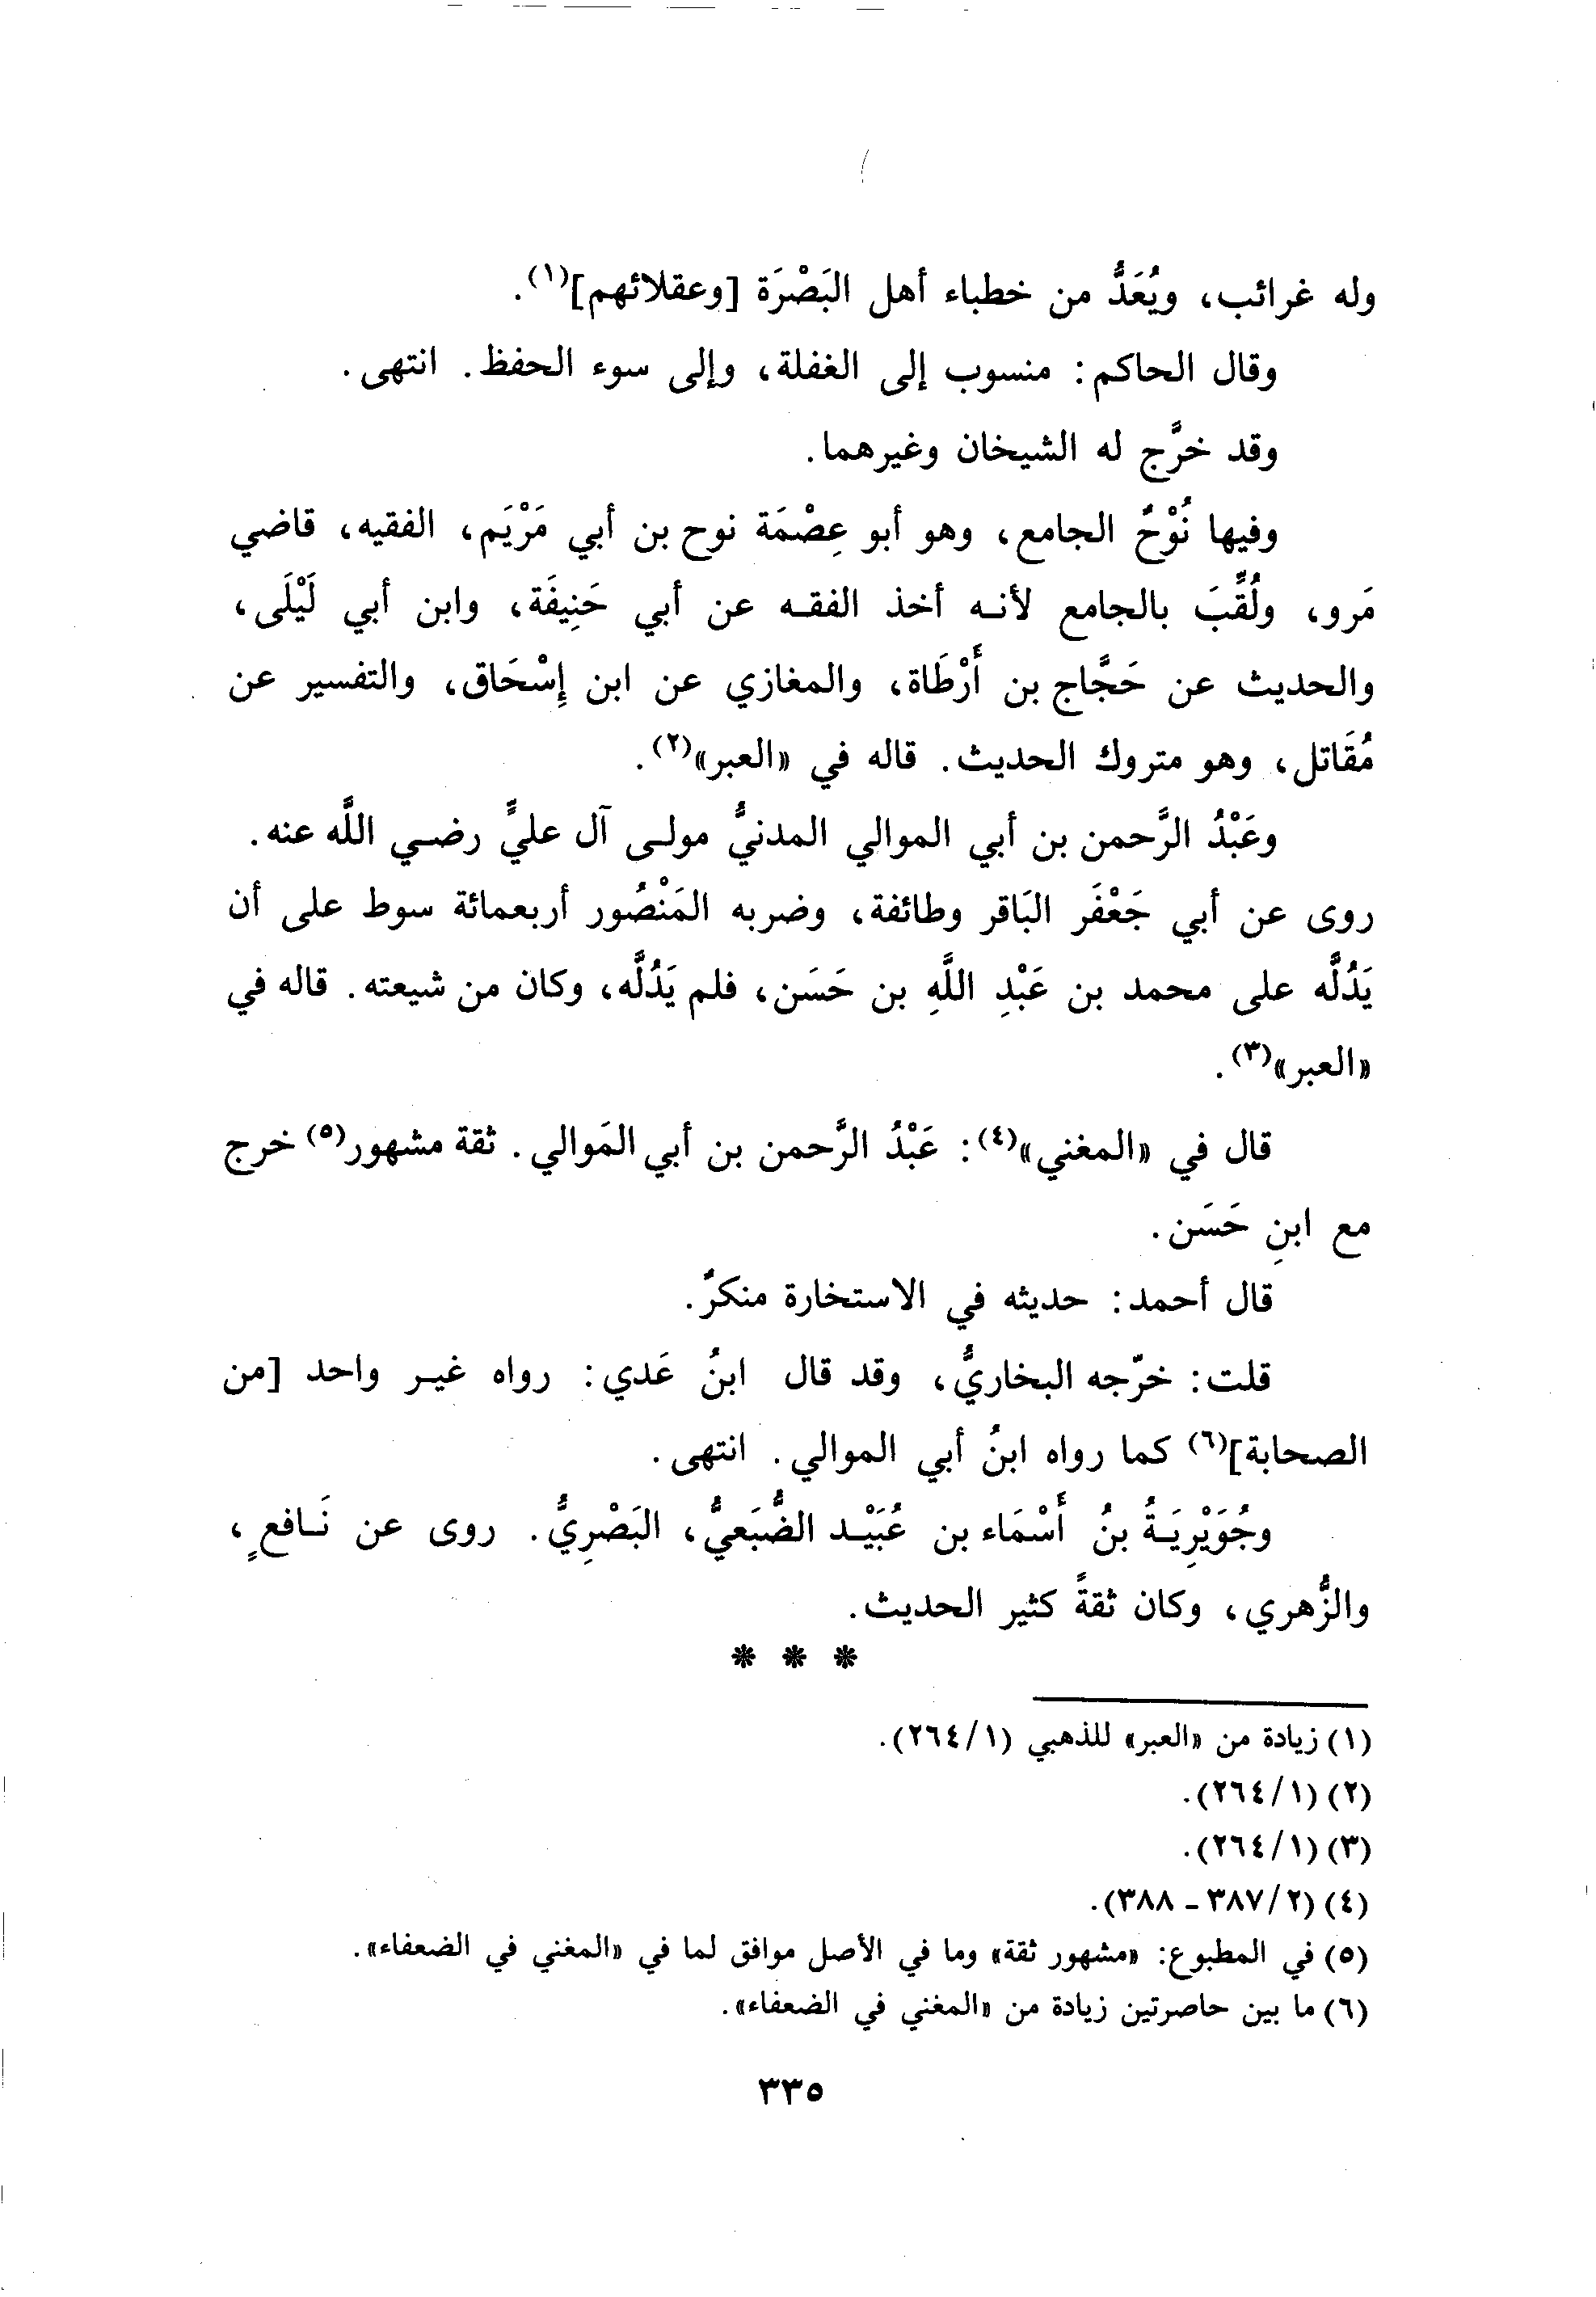 وله غرائب، ويُعَدُّ من خطباء أهل البَصْرَة [وعقلائهم]⁽¹⁾.
وقال الحاكم: منسوب إلى الغفلة، وإلى سوء الحفظ. انتهى.
وقد خرَّج له الشيخان وغيرهما.
وفيها نُوْحٌ الجامع، وهو أبو عِصْمَة نوح بن أبي مَرْيَم، الفقيه، قاضي
مَرو، ولُقِّبَ بالجامع لأنه أخذ الفقه عن أبي حَنِيفَة، وابن أبي لَيْلَى،
والحديث عن حَجَّاج بن أَرْطَاة، والمغازي عن ابن إِسْحَاق، والتفسير عن
مُقَاتل، وهو متروك الحديث. قاله في «العبر»(٢).
وعَبْدُ الرَّحمن بن أبي الموالي المدنيُّ مولى آل عليٍّ رضي اللَّه عنه.
روى عن أبي جَعْفَر البَاقر وطائفة، وضربه المَنْصُور أربعمائة سوط على أن
يَدُلَّه على محمد بن عَبْدِ اللَّهِ بن حَسَن، فلم يَدُلَّه، وكان من شيعته. قاله في
«العبر»(٣).
قال في «المغني»(٤): عَبْدُ الرَّحمن بن أبي المَوالي. ثقة مشهور(٥) خرج
مع ابنِ حَسَن.
قال أحمد: حديثه في الاستخارة منكرٌ.
قلت: خرّجه البخاريُّ، وقد قال ابنُ عَدي: رواه غير واحد [من
الصحابة](٦) كما رواه ابنُ أبي الموالي. انتهى.
وجُوَيْرِيَةُ بنُ أَسْمَاء بن عُبَيْد الضُّبَعيُّ، البَصْرِيُّ. روى عن نَافعٍ،
والزُّهري، وكان ثقةً كثير الحديث.
* * *
(١) زيادة من «العبر» للذهبي (١/٢٦٤).
(٢) (١/٢٦٤).
(٣) (١/٢٦٤).
(٤) (٢/٣٨٧ - ٣٨٨).
(٥) في المطبوع: «مشهور ثقة» وما في الأصل موافق لما في «المغني في الضعفاء».
(٦) ما بين حاصرتين زيادة من «المغني في الضعفاء».
٣٣٥